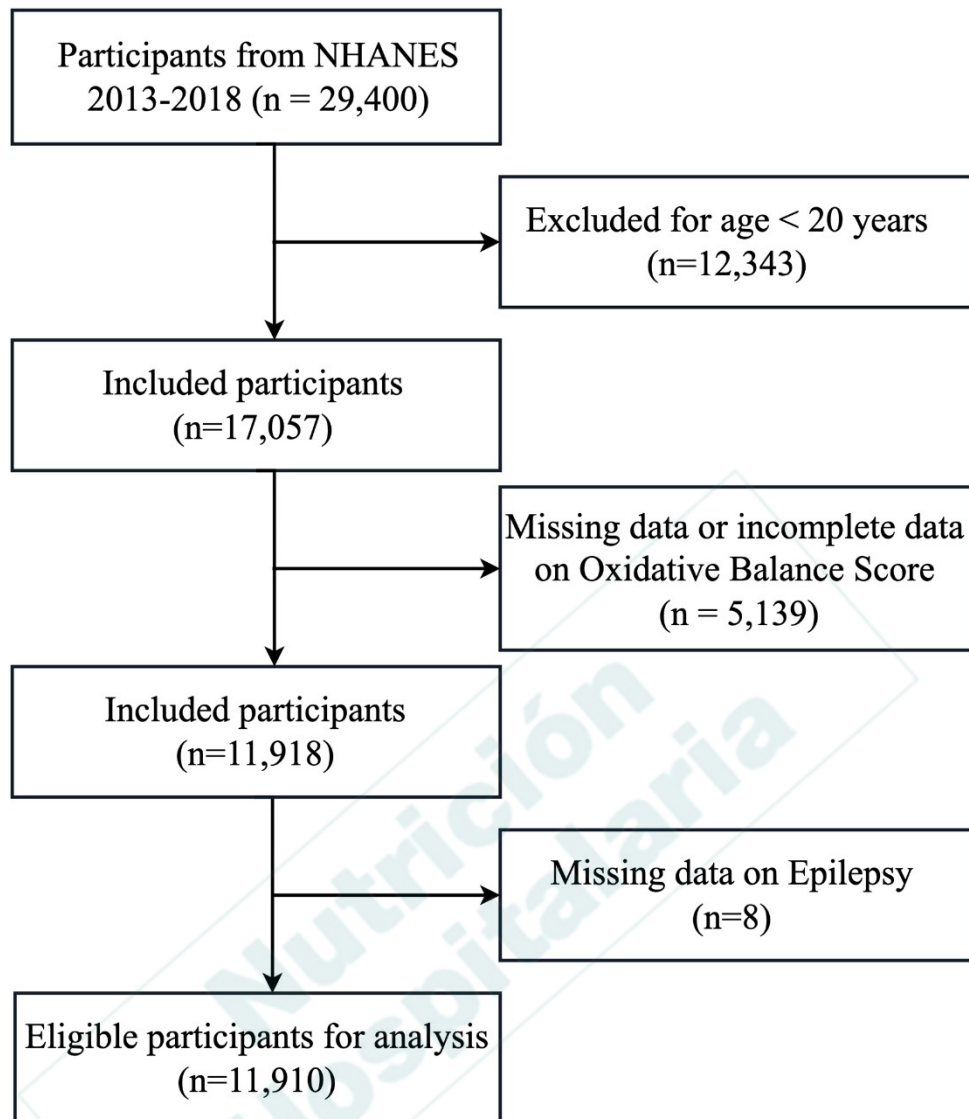 Participants from NHANES
2013-2018 (n = 29,400)
Excluded for age < 20 years
(n=12,343)
Included participants
(n=17,057)
Missing data or incomplete data
on Oxidative Balance Score
(n = 5,139)
Included participants
(n=11,918)
Missing data on Epilepsy
(n=8)
Eligible participants for analysis
(n=11,910)
Nutrición
Hospitalaria